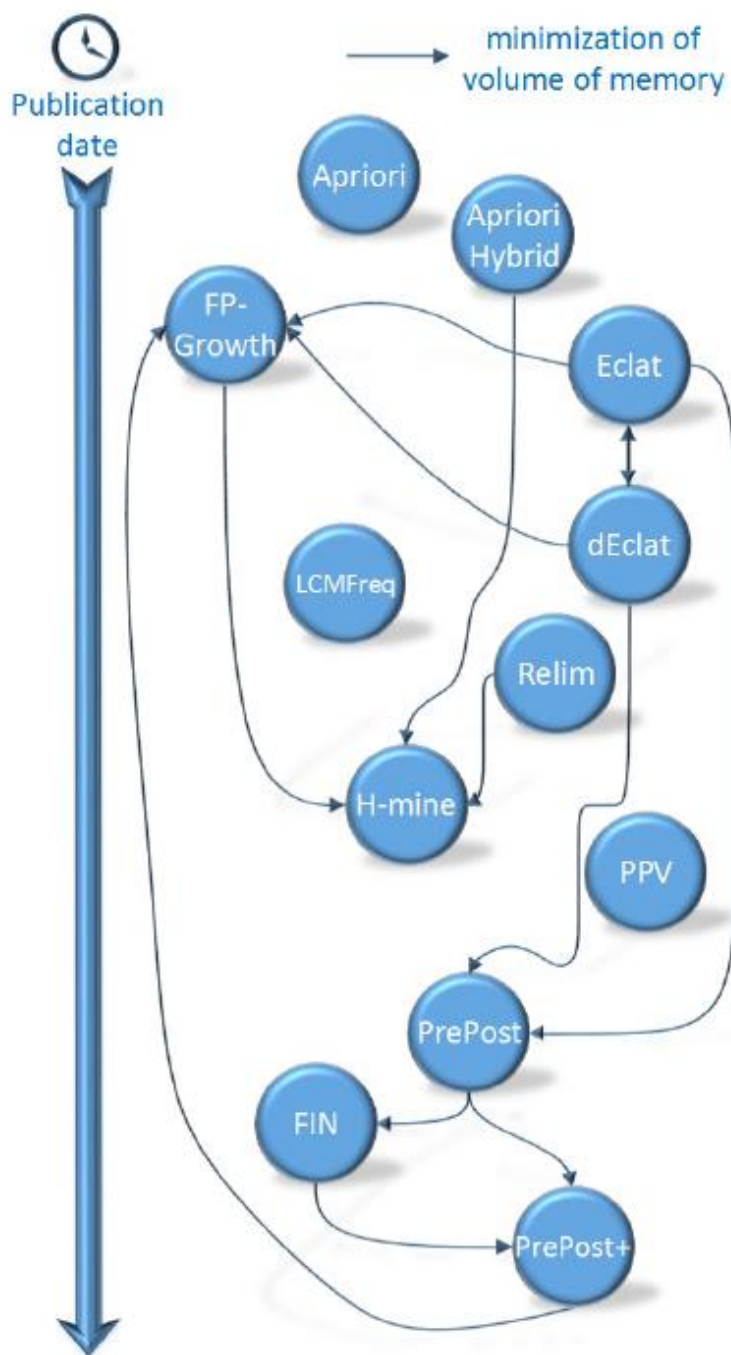 minimization of
volume of memory
Publication
date
Apriori
Apriori
Hybrid
FP-
Growth
Eclat
dEclat
LCMFreq
Relim
H-mine
PPV
PrePost
FIN
PrePost+